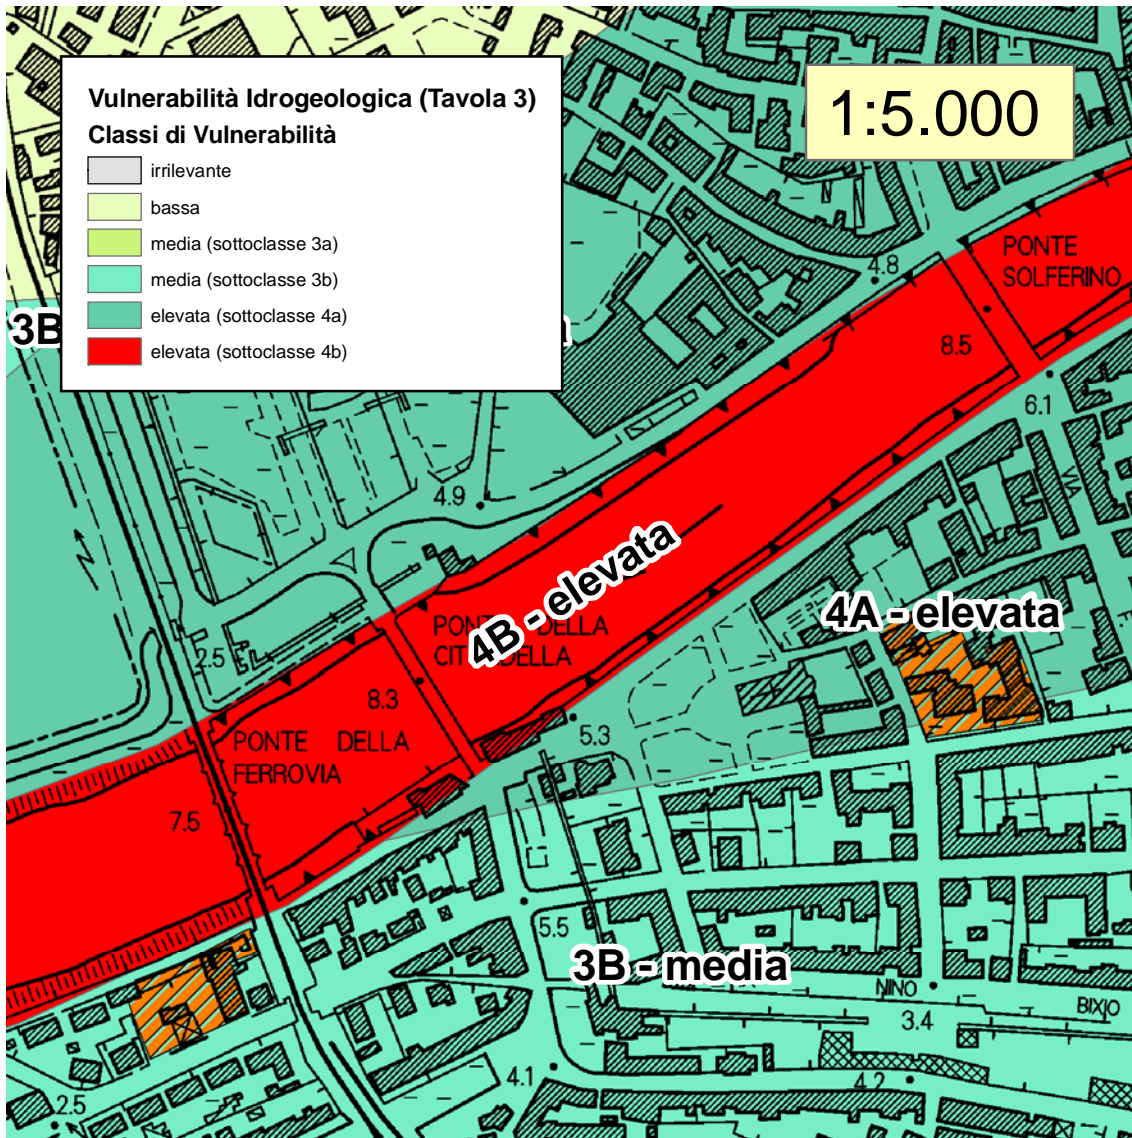 Vulnerabilità Idrogeologica (Tavola 3)
Classi di Vulnerabilità
irrilevante
bassa
media (sottoclasse 3a)
media (sottoclasse 3b)
elevata (sottoclasse 4a)
elevata (sottoclasse 4b)
1:5.000
PONTE
SOLFERINO
4.8
8.5
3B
6.1
VIA
4.9
4B - elevata
4A - elevata
PONTE DELLA
CITTADELLA
2.5
8.3
5.3
PONTE DELLA
FERROVIA
7.5
5.5
3B - media
NINO
BIXIO
3.4
4.1
4.2
2.5